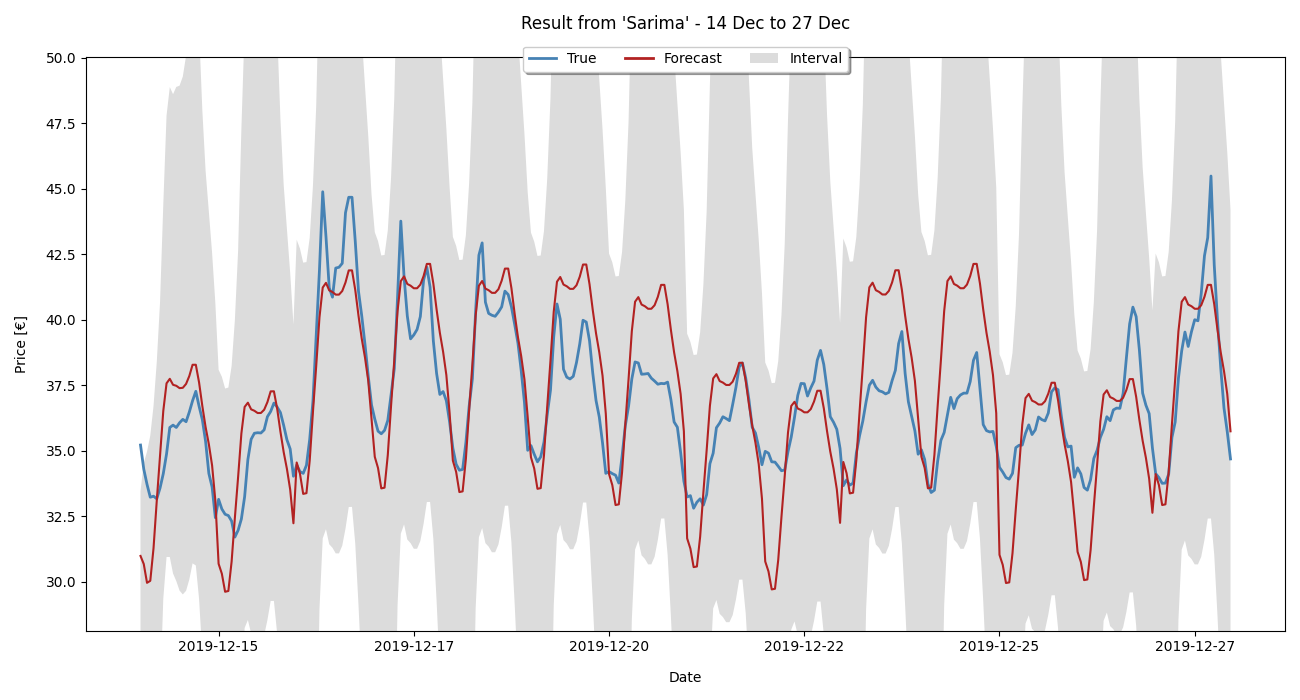 Result from 'Sarima' - 14 Dec to 27 Dec
True Forecast Interval
50.0
47.5
45.0
42.5
40.0
37.5
35.0
32.5
30.0
Price [€]
2019-12-15 2019-12-17 2019-12-20 2019-12-22 2019-12-25 2019-12-27
Date